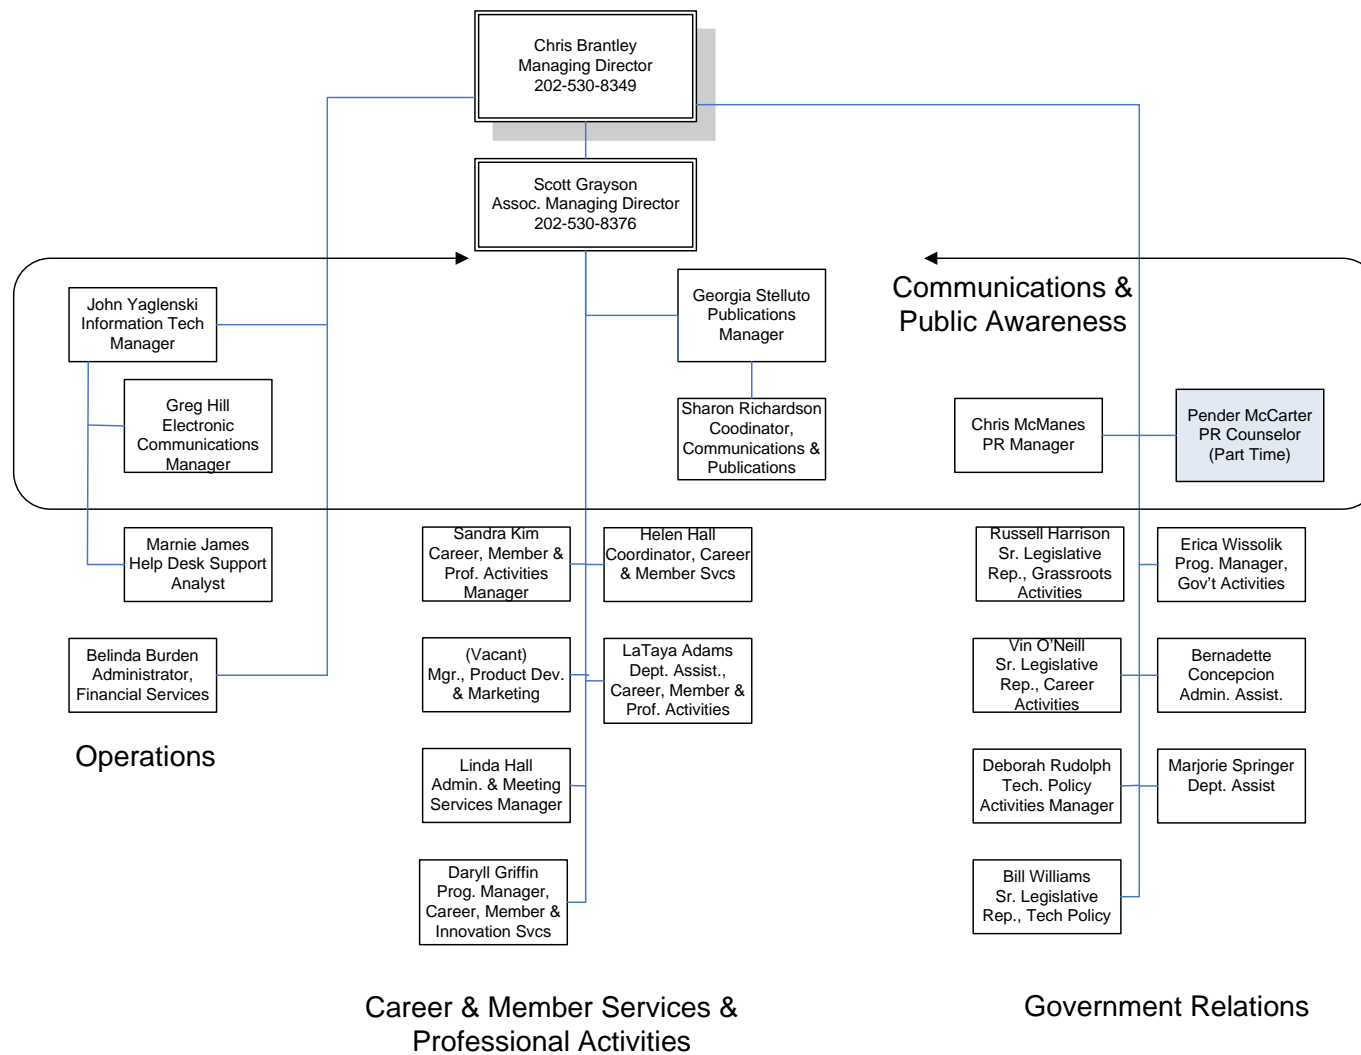 Chris Brantley
Managing Director
202-530-8349
Scott Grayson
Assoc. Managing Director
202-530-8376
John Yaglenski
Information Tech
Manager
Greg Hill
Electronic
Communications
Manager
Georgia Stelluto
Publications
Manager
Sharon Richardson
Coodinator,
Communications &
Publications
Communications &
Public Awareness
Chris McManes
PR Manager
Pender McCarter
PR Counselor
(Part Time)
Marnie James
Help Desk Support
Analyst
Belinda Burden
Administrator,
Financial Services
Operations
Sandra Kim
Career, Member &
Prof. Activities
Manager
Helen Hall
Coordinator, Career
& Member Svcs
(Vacant)
Mgr., Product Dev.
& Marketing
LaTaya Adams
Dept. Assist.,
Career, Member &
Prof. Activities
Linda Hall
Admin. & Meeting
Services Manager
Daryll Griffin
Prog. Manager,
Career, Member &
Innovation Svcs
Career & Member Services &
Professional Activities
Russell Harrison
Sr. Legislative
Rep., Grassroots
Activities
Erica Wissolik
Prog. Manager,
Gov't Activities
Vin O'Neill
Sr. Legislative
Rep., Career
Activities
Bernadette
Concepcion
Admin. Assist.
Deborah Rudolph
Tech. Policy
Activities Manager
Marjorie Springer
Dept. Assist
Bill Williams
Sr. Legislative
Rep., Tech Policy
Government Relations